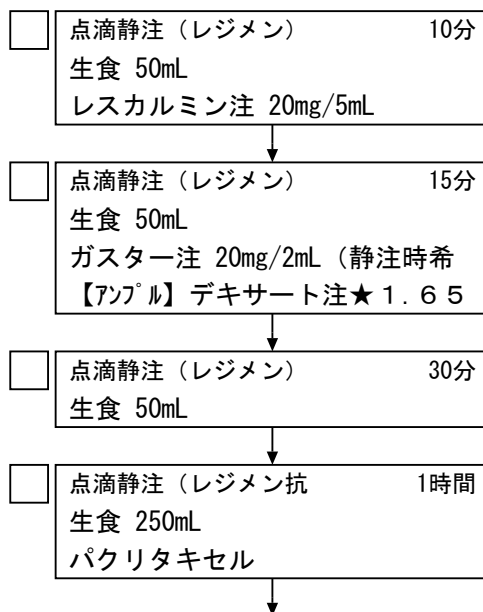 点滴静注（レジメン） 10分
生食 50mL
レスカルミン注 20mg/5mL
点滴静注（レジメン） 15分
生食 50mL
ガスター注 20mg/2mL（静注時希
【ｱﾝﾌﾟﾙ】デキサート注★１.６５
点滴静注（レジメン） 30分
生食 50mL
点滴静注（レジメン抗 1時間
生食 250mL
パクリタキセル